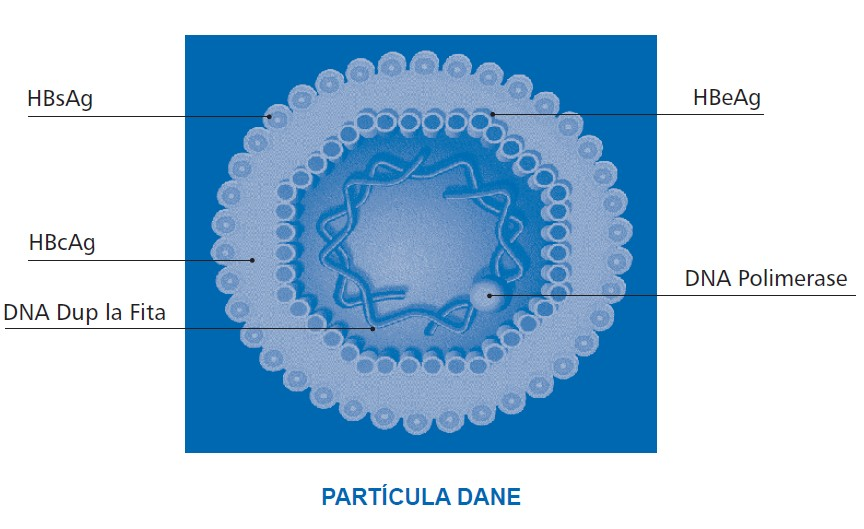 HBsAg
HBeAg
HBcAg
DNA Polimerase
DNA Dup la Fita
PARTÍCULA DANE